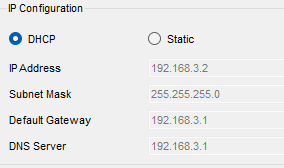 IP Configuration
DHCP Static
IP Address 192.168.3.2
Subnet Mask 255.255.255.0
Default Gateway 192.168.3.1
DNS Server 192.168.3.1